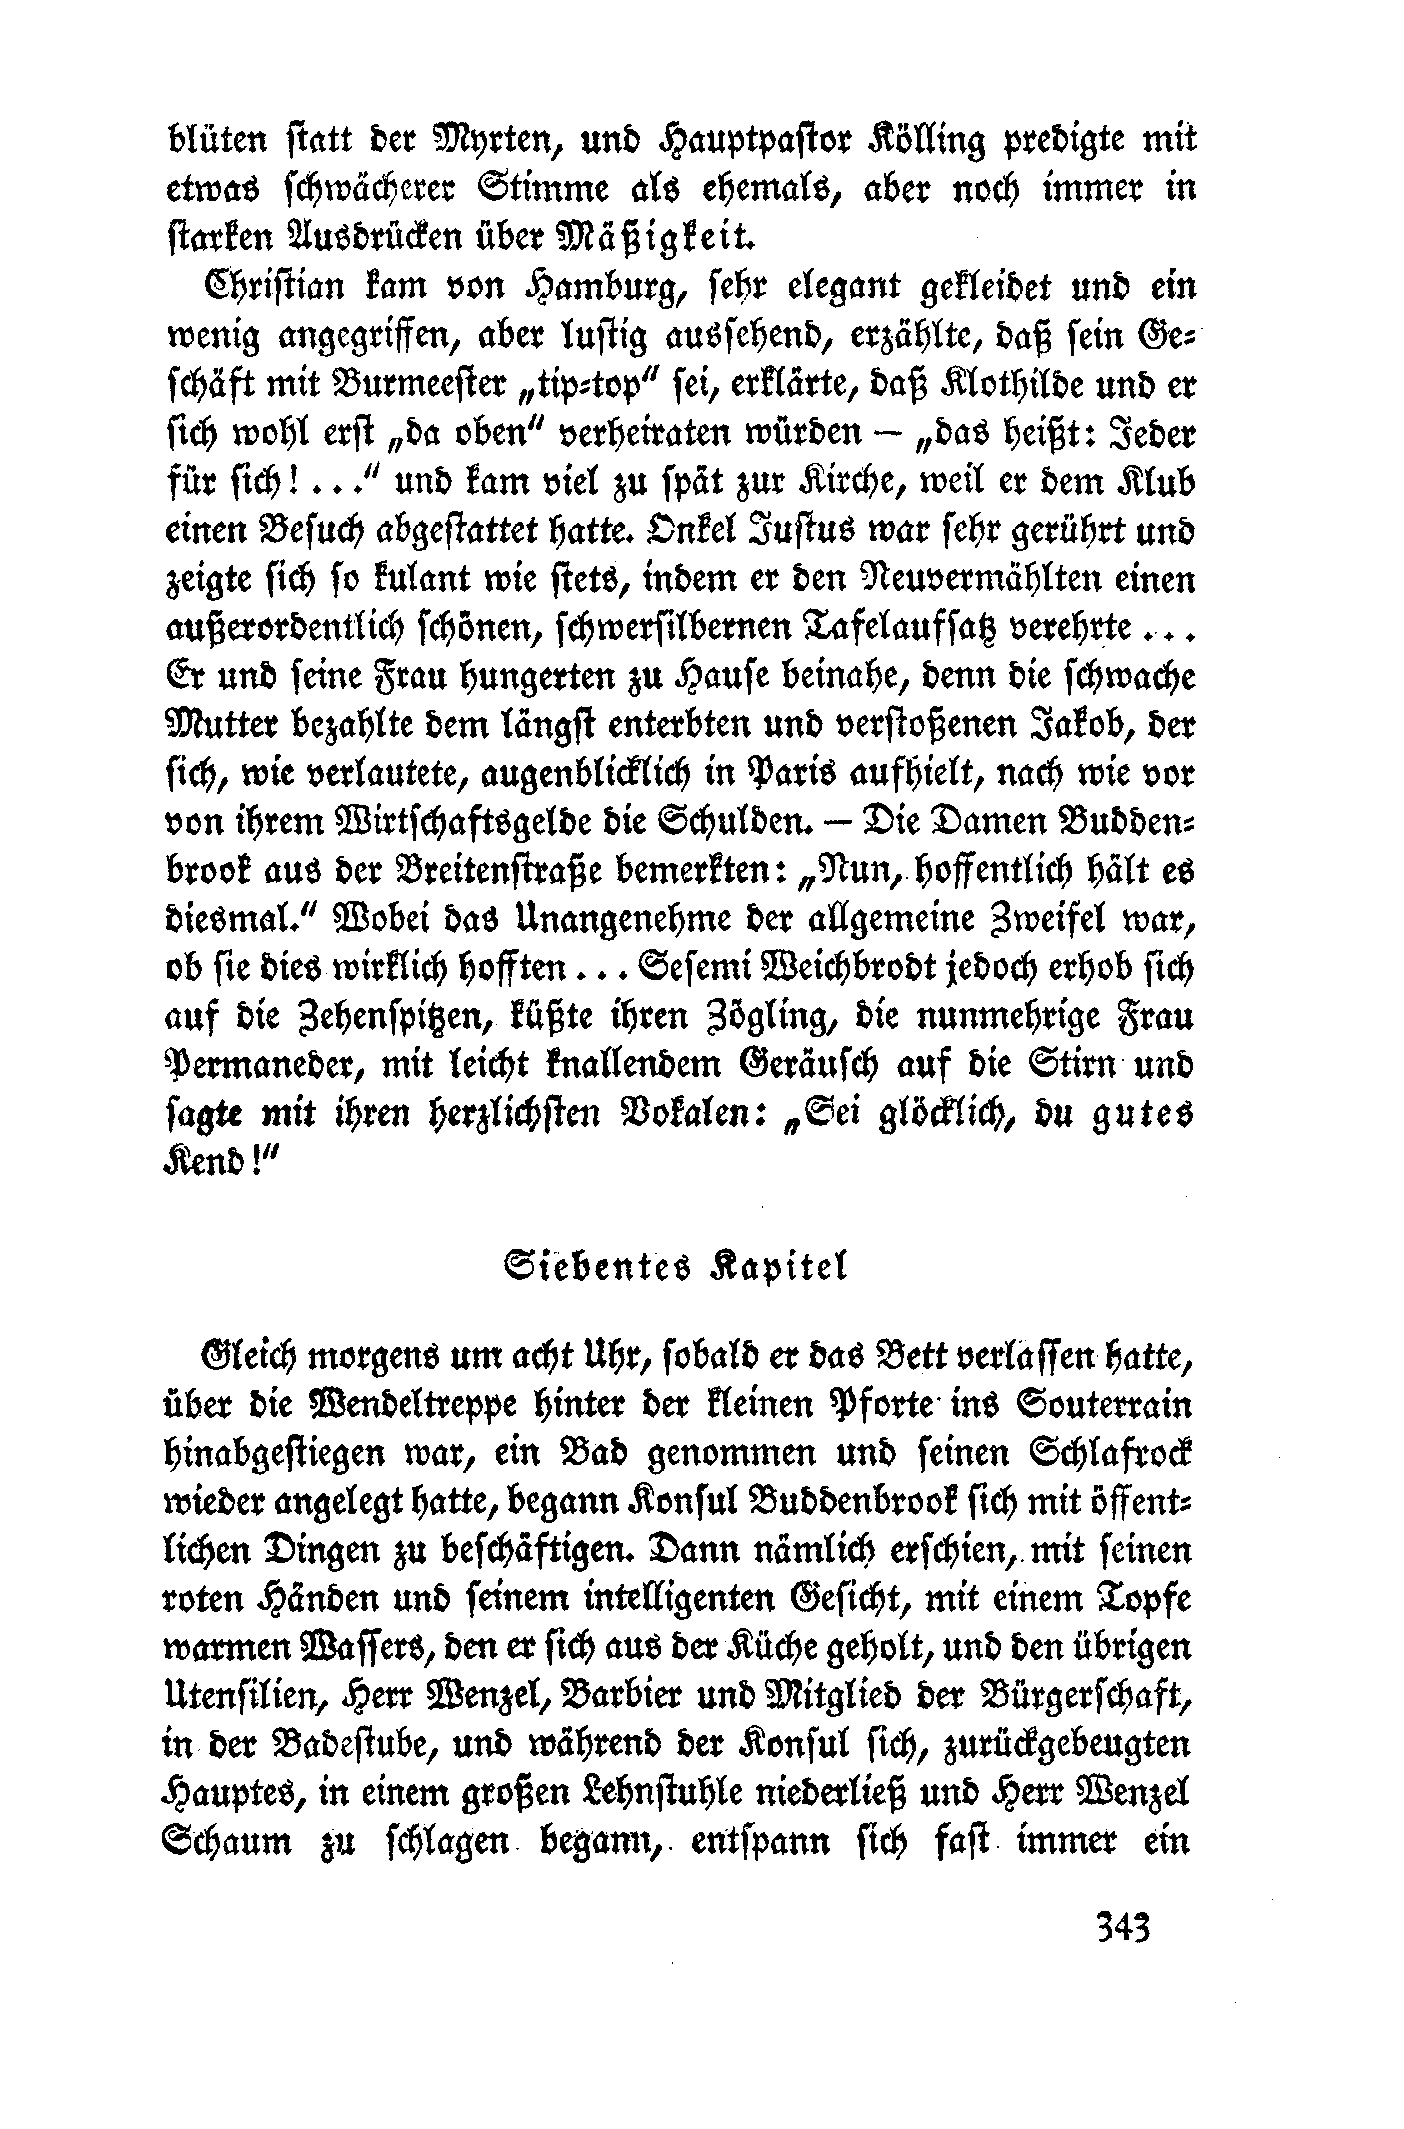 blüten statt der Myrten, und Hauptpastor Kölling predigte mit
etwas schwächerer Stimme als ehemals, aber noch immer in
starken Ausdrücken über Mäßigkeit.
Christian kam von Hamburg, sehr elegant gekleidet und ein
wenig angegriffen, aber lustig aussehend, erzählte, daß sein Ge-
schäft mit Burmeester „tip-top“ sei, erklärte, daß Klothilde und er
sich wohl erst „da oben“ verheiraten würden — „das heißt: Jeder
für sich! ...“ und kam viel zu spät zur Kirche, weil er dem Klub
einen Besuch abgestattet hatte. Onkel Justus war sehr gerührt und
zeigte sich so kulant wie stets, indem er den Neuvermählten einen
außerordentlich schönen, schwersilbernen Tafelaufsatz verehrte ...
Er und seine Frau hungerten zu Hause beinahe, denn die schwache
Mutter bezahlte dem längst enterbten und verstoßenen Jakob, der
sich, wie verlautete, augenblicklich in Paris aufhielt, nach wie vor
von ihrem Wirtschaftsgelde die Schulden. — Die Damen Budden-
brook aus der Breitenstraße bemerkten: „Nun, hoffentlich hält es
diesmal.“ Wobei das Unangenehme der allgemeine Zweifel war,
ob sie dies wirklich hofften ... Sesemi Weichbrodt jedoch erhob sich
auf die Zehenspitzen, küßte ihren Zögling, die nunmehrige Frau
Permaneder, mit leicht knallendem Geräusch auf die Stirn und
sagte mit ihren herzlichsten Vokalen: „Sei glöcklich, du gutes
Kend!“
Siebentes Kapitel
Gleich morgens um acht Uhr, sobald er das Bett verlassen hatte,
über die Wendeltreppe hinter der kleinen Pforte ins Souterrain
hinabgestiegen war, ein Bad genommen und seinen Schlafrock
wieder angelegt hatte, begann Konsul Buddenbrook sich mit öffent-
lichen Dingen zu beschäftigen. Dann nämlich erschien, mit seinen
roten Händen und seinem intelligenten Gesicht, mit einem Topfe
warmen Wassers, den er sich aus der Küche geholt, und den übrigen
Utensilien, Herr Wenzel, Barbier und Mitglied der Bürgerschaft,
in der Badestube, und während der Konsul sich, zurückgebeugten
Hauptes, in einem großen Lehnstuhle niederließ und Herr Wenzel
Schaum zu schlagen begann, entspann sich fast immer ein
343